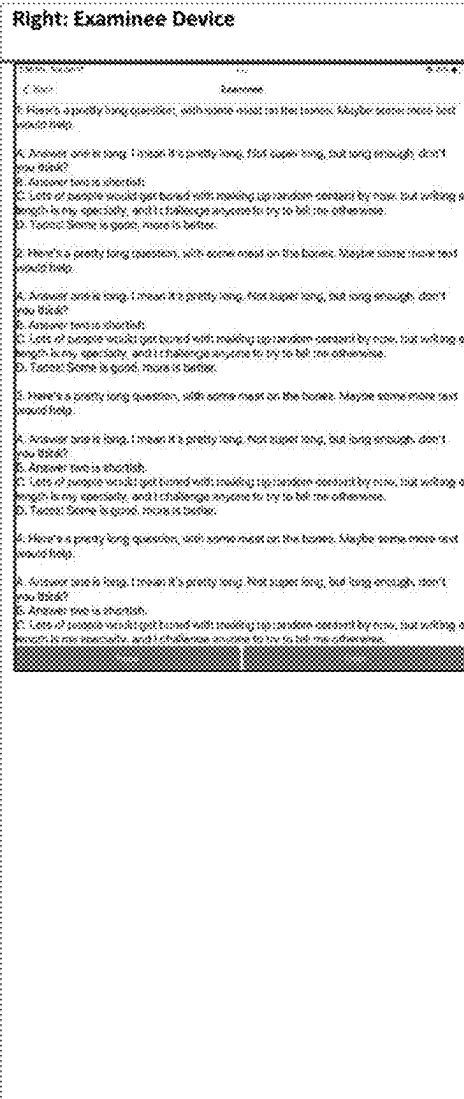 Right: Examinee Device
Examinee
1. Here's a pretty long question, with some meat on the bones. Maybe some more text
would help.
A. Answer one is long. I mean it's pretty long. Not super long, but long enough, don't
you think?
B. Answer two is shortish.
C. Lots of people would get bored with making up random content by now, but writing a
length is my specialty, and I challenge anyone to try to tell me otherwise.
D. Tacos! Some is good, more is better.
2. Here's a pretty long question, with some meat on the bones. Maybe some more text
would help.
A. Answer one is long. I mean it's pretty long. Not super long, but long enough, don't
you think?
B. Answer two is shortish.
C. Lots of people would get bored with making up random content by now, but writing a
length is my specialty, and I challenge anyone to try to tell me otherwise.
D. Tacos! Some is good, more is better.
3. Here's a pretty long question, with some meat on the bones. Maybe some more text
would help.
A. Answer one is long. I mean it's pretty long. Not super long, but long enough, don't
you think?
B. Answer two is shortish.
C. Lots of people would get bored with making up random content by now, but writing a
length is my specialty, and I challenge anyone to try to tell me otherwise.
D. Tacos! Some is good, more is better.
4. Here's a pretty long question, with some meat on the bones. Maybe some more text
would help.
A. Answer one is long. I mean it's pretty long. Not super long, but long enough, don't
you think?
B. Answer two is shortish.
C. Lots of people would get bored with making up random content by now, but writing a
length is my specialty, and I challenge anyone to try to tell me otherwise.